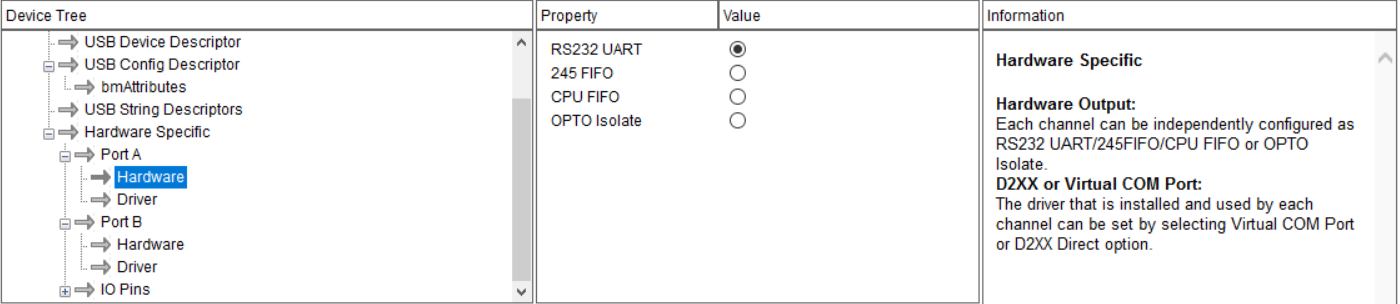 Device Tree
USB Device Descriptor
USB Config Descriptor
bmAttributes
USB String Descriptors
Hardware Specific
Port A
Hardware
Driver
Port B
Hardware
Driver
IO Pins
Property Value
RS232 UART
245 FIFO
CPU FIFO
OPTO Isolate
Information
Hardware Specific
Hardware Output:
Each channel can be independently configured as
RS232 UART/245FIFO/CPU FIFO or OPTO
Isolate.
D2XX or Virtual COM Port:
The driver that is installed and used by each
channel can be set by selecting Virtual COM Port
or D2XX Direct option.